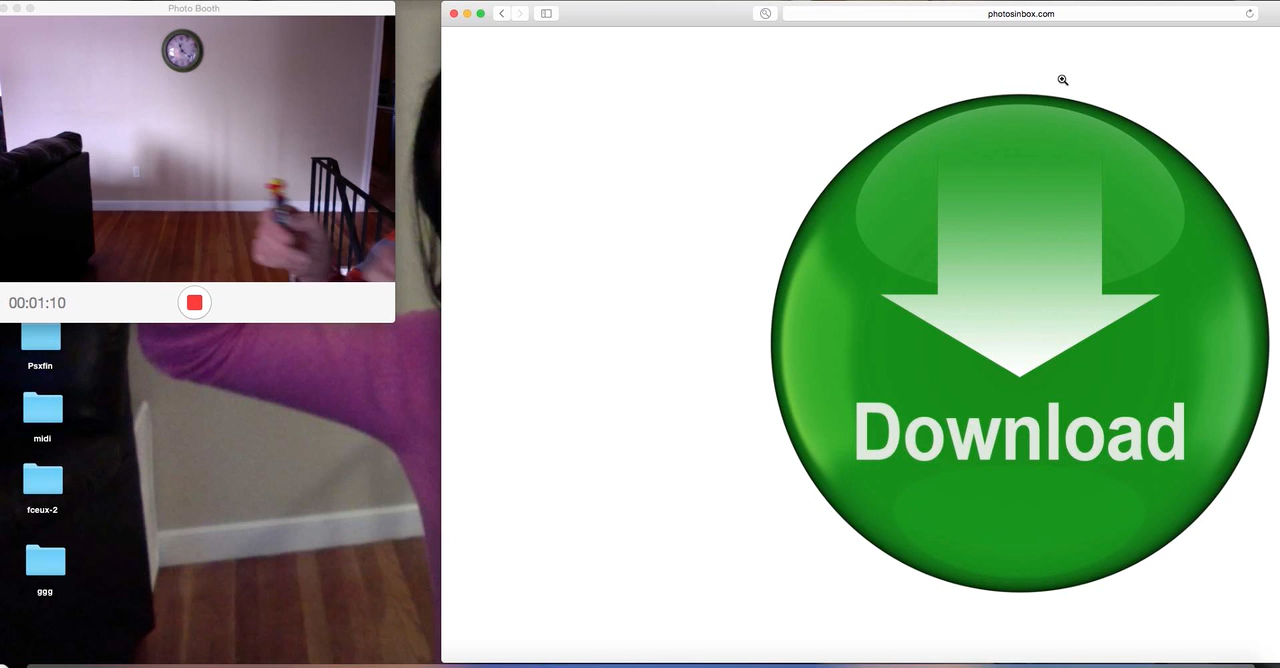 Photo Booth
photosinbox.com
00:01:10
Psxfin
midi
fceux-2
ggg
Download